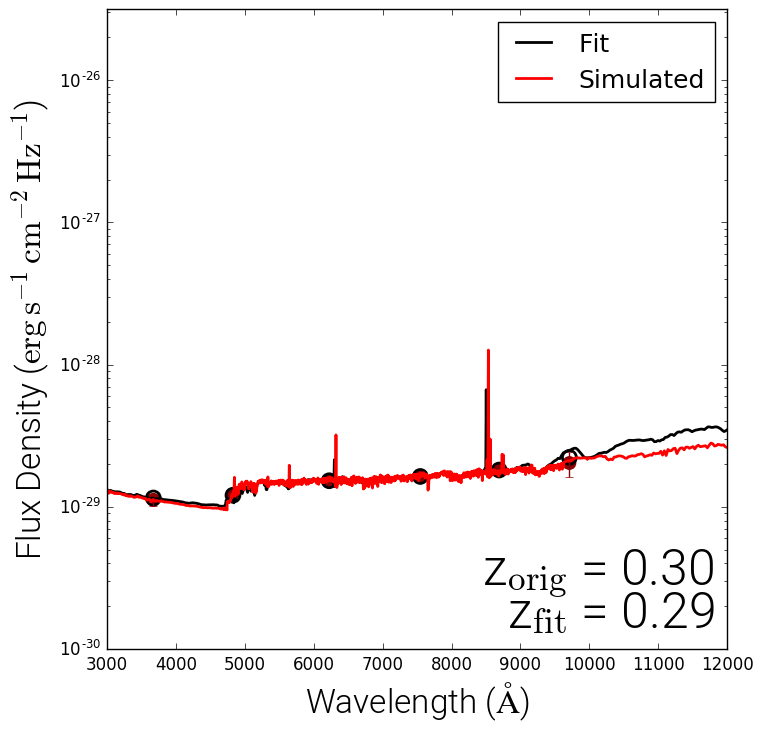 Fit
Simulated
10⁻²⁶
10⁻²⁷
10⁻²⁸
10⁻²⁹
10⁻³⁰
Flux Density (erg s⁻¹ cm⁻² Hz⁻¹)
z_orig = 0.30
z_fit = 0.29
3000 4000 5000 6000 7000 8000 9000 10000 11000 12000
Wavelength (Å)